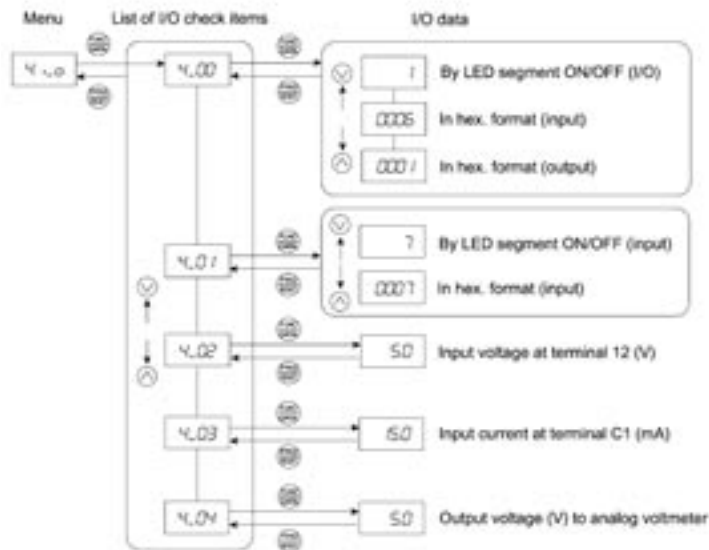 Menu
List of I/O check items
I/O data
4_00
1
By LED segment ON/OFF (I/O)
0006
In hex. format (input)
0001
In hex. format (output)
4_01
7
By LED segment ON/OFF (input)
0007
In hex. format (input)
4_02
5.0
Input voltage at terminal 12 (V)
4_03
15.0
Input current at terminal C1 (mA)
4_04
5.0
Output voltage (V) to analog voltmeter